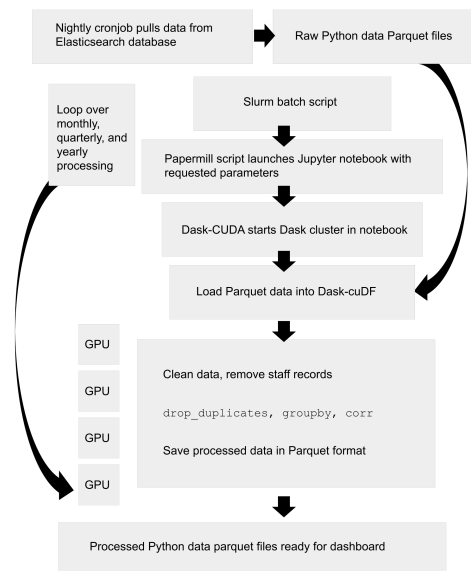 Nightly cronjob pulls data from
Elasticsearch database
Raw Python data Parquet files
Loop over
monthly,
quarterly, and
yearly
processing
Slurm batch script
Papermill script launches Jupyter notebook with
requested parameters
Dask-CUDA starts Dask cluster in notebook
Load Parquet data into Dask-cuDF
GPU
GPU
GPU
GPU
Clean data, remove staff records
drop_duplicates, groupby, corr
Save processed data in Parquet format
Processed Python data parquet files ready for dashboard